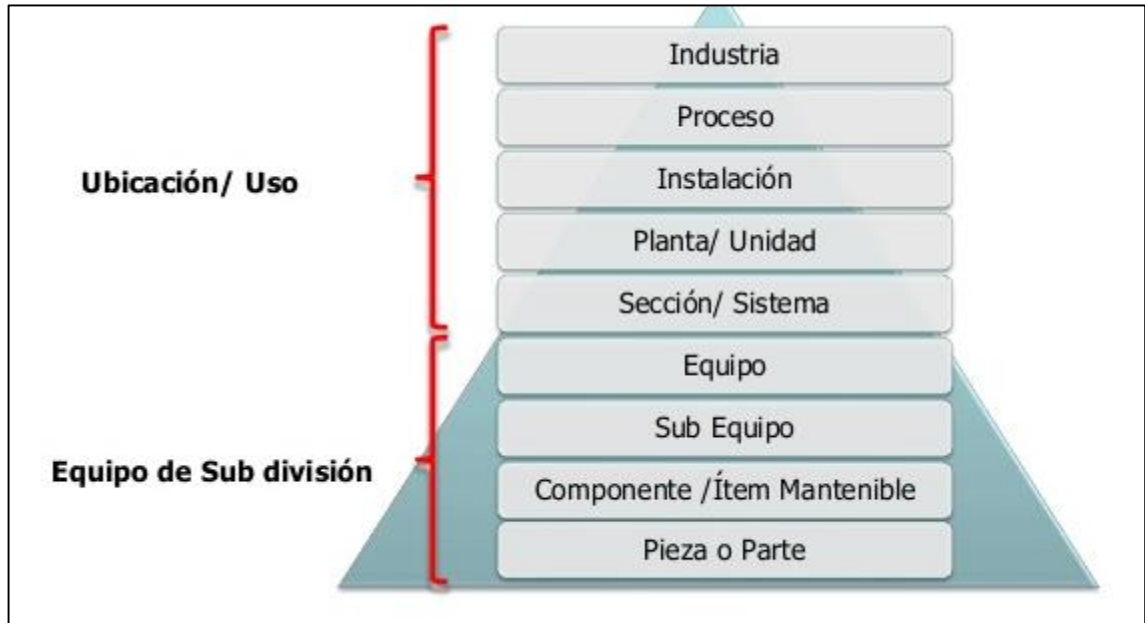 Industria
Proceso
Instalación
Ubicación/ Uso
Planta/ Unidad
Sección/ Sistema
Equipo
Sub Equipo
Equipo de Sub división
Componente /Ítem Mantenible
Pieza o Parte